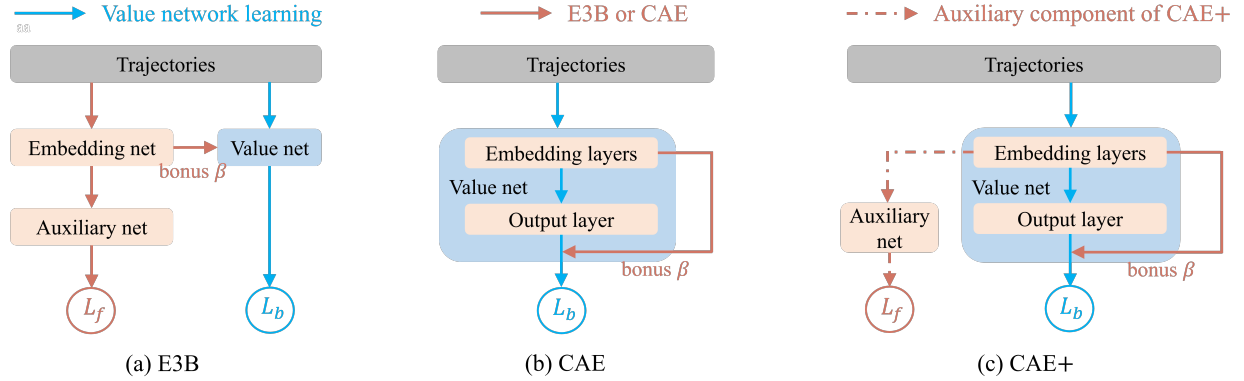 Value network learning
E3B or CAE
Auxiliary component of CAE+
aa
Trajectories
Embedding net
bonus β
Value net
Auxiliary net
L_f
L_b
(a) E3B
Trajectories
Embedding layers
Value net
Output layer
bonus β
L_b
(b) CAE
Trajectories
Embedding layers
Value net
Auxiliary
net
Output layer
bonus β
L_f
L_b
(c) CAE+